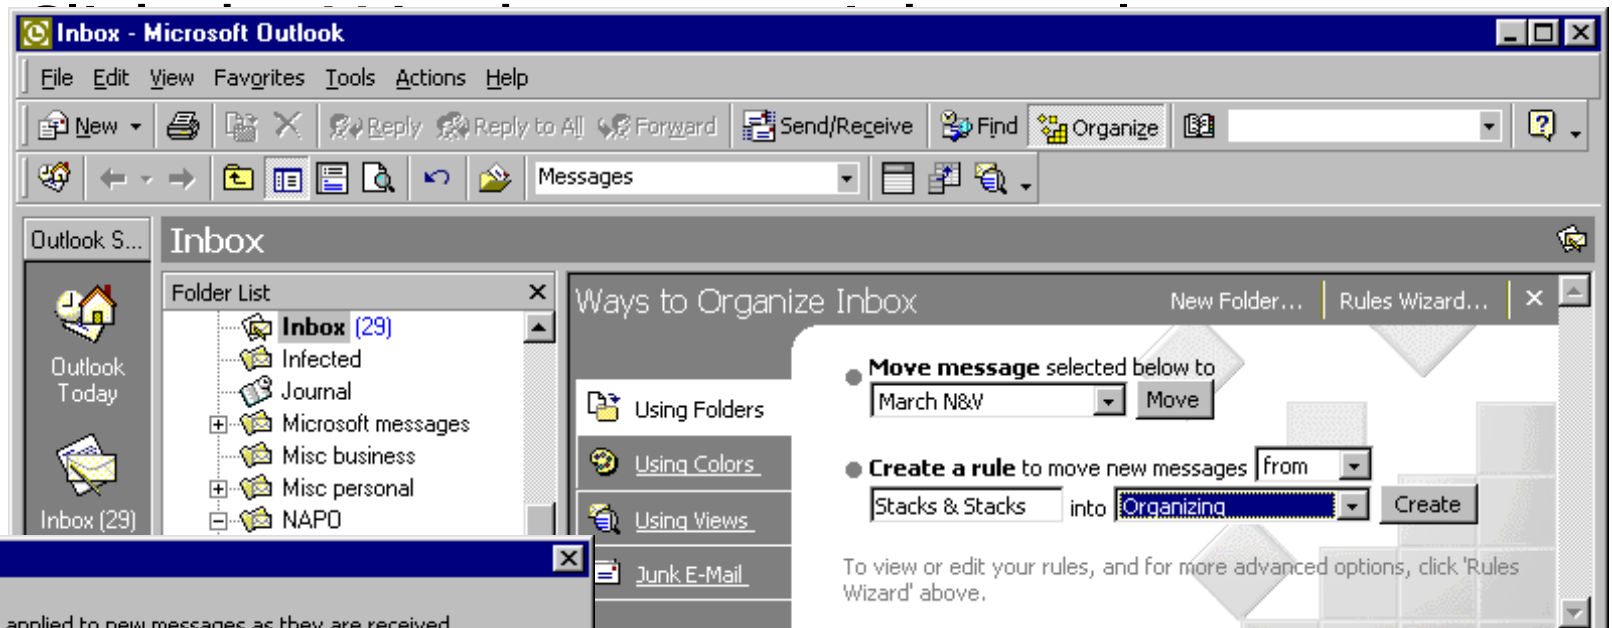 Inbox - Microsoft Outlook
File Edit View Favorites Tools Actions Help
New Reply Reply to All Forward Send/Receive Find Organize
Messages
Outlook S... Inbox
Folder List
Inbox (29)
Infected
Journal
Microsoft messages
Misc business
Misc personal
NAPO
Outlook
Today
Inbox (29)
Ways to Organize Inbox New Folder... Rules Wizard...
Using Folders
Using Colors
Using Views
Junk E-Mail
Move message selected below to
March N&V Move
Create a rule to move new messages from
Stacks & Stacks into Organizing Create
To view or edit your rules, and for more advanced options, click 'Rules
Wizard' above.
applied to new messages as they are received